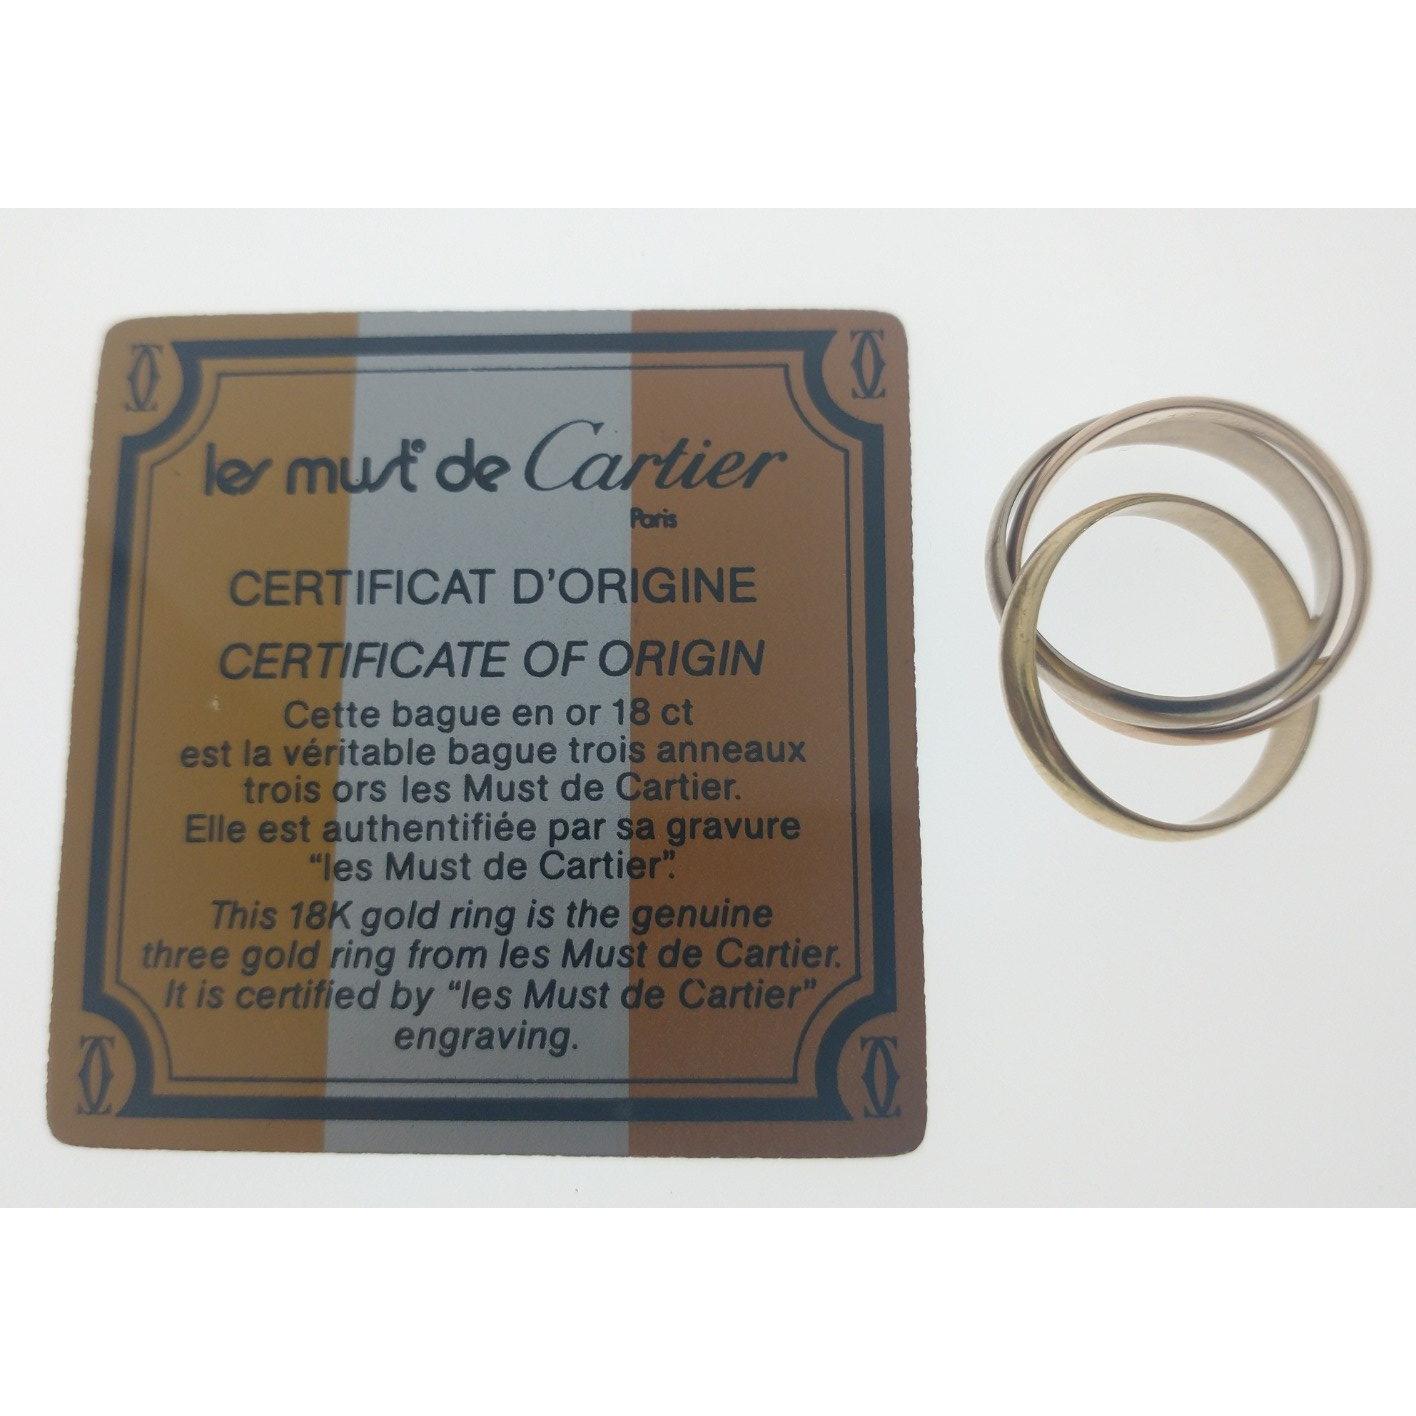 les must de Cartier
Paris
CERTIFICAT D'ORIGINE
CERTIFICATE OF ORIGIN
Cette bague en or 18 ct
est la véritable bague trois anneaux
trois ors les Must de Cartier.
Elle est authentifiée par sa gravure
“les Must de Cartier”.
This 18K gold ring is the genuine
three gold ring from les Must de Cartier.
It is certified by “les Must de Cartier”
engraving.